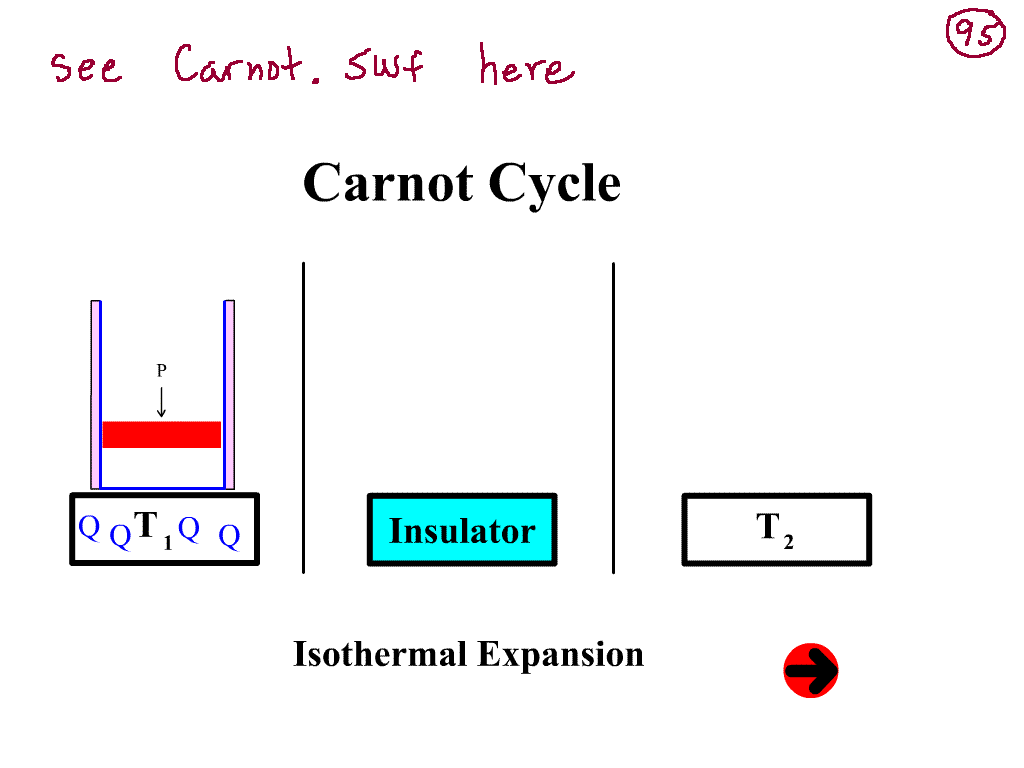 see Carnot.swf here
95
Carnot Cycle
P
Q Q T1 Q Q
Insulator
T2
Isothermal Expansion